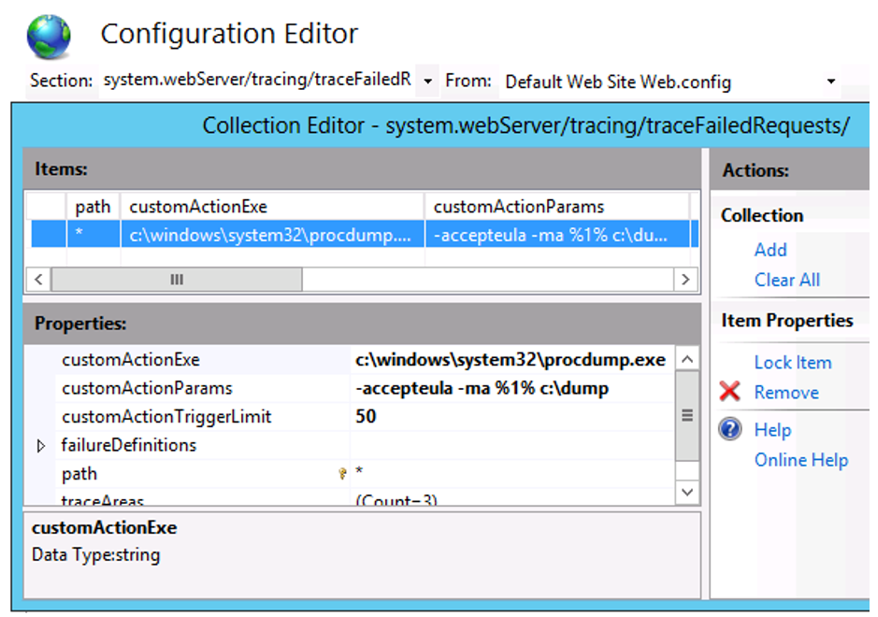 Configuration Editor
Section: system.webServer/tracing/traceFailedR From: Default Web Site Web.config
Collection Editor - system.webServer/tracing/traceFailedRequests/
Items:
path customActionExe customActionParams
* c:\windows\system32\procdump.... -accepteula -ma %1% c:\du...
Properties:
customActionExe c:\windows\system32\procdump.exe
customActionParams -accepteula -ma %1% c:\dump
customActionTriggerLimit 50
failureDefinitions
path *
traceAreas (Count=3)
customActionExe
Data Type:string
Actions:
Collection
Add
Clear All
Item Properties
Lock Item
Remove
Help
Online Help